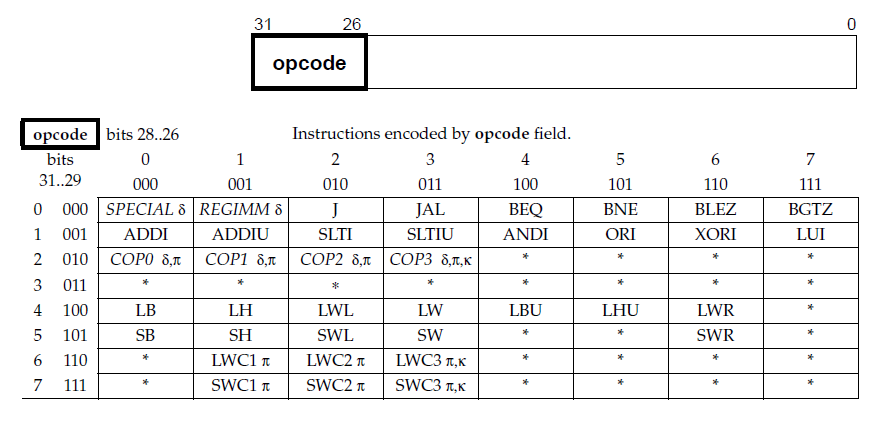 31 26 0
opcode
opcode bits 28..26 Instructions encoded by opcode field.
bits 0 1 2 3 4 5 6 7
31..29 000 001 010 011 100 101 110 111
0 000 SPECIAL δ REGIMM δ J JAL BEQ BNE BLEZ BGTZ
1 001 ADDI ADDIU SLTI SLTIU ANDI ORI XORI LUI
2 010 COP0 δ,π COP1 δ,π COP2 δ,π COP3 δ,π,κ * * * *
3 011 * * * * * * * *
4 100 LB LH LWL LW LBU LHU LWR *
5 101 SB SH SWL SW * * SWR *
6 110 * LWC1 π LWC2 π LWC3 π,κ * * * *
7 111 * SWC1 π SWC2 π SWC3 π,κ * * * *